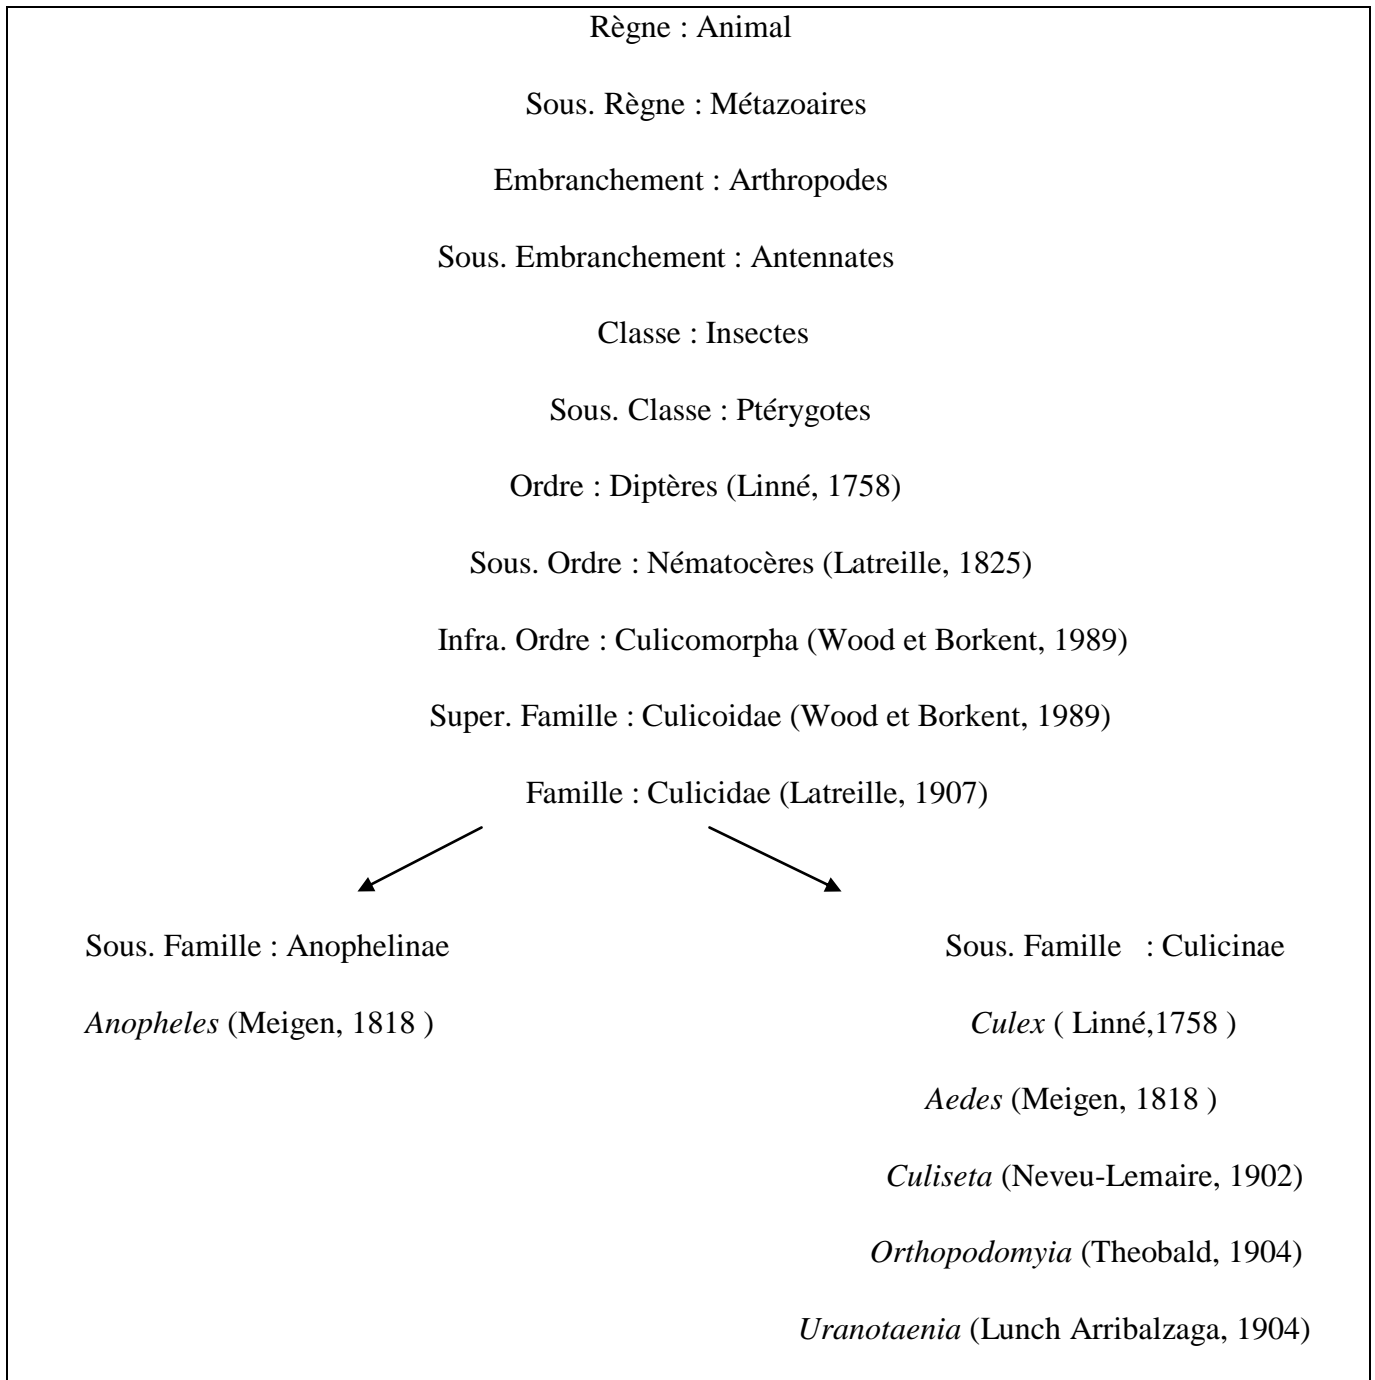 Règne : Animal
Sous. Règne : Métazoaires
Embranchement : Arthropodes
Sous. Embranchement : Antennates
Classe : Insectes
Sous. Classe : Ptérygotes
Ordre : Diptères (Linné, 1758)
Sous. Ordre : Nématocères (Latreille, 1825)
Infra. Ordre : Culicomorpha (Wood et Borkent, 1989)
Super. Famille : Culicoidae (Wood et Borkent, 1989)
Famille : Culicidae (Latreille, 1907)
Sous. Famille : Anophelinae
Sous. Famille : Culicinae
Anopheles (Meigen, 1818 )
Culex ( Linné,1758 )
Aedes (Meigen, 1818 )
Culiseta (Neveu-Lemaire, 1902)
Orthopodomyia (Theobald, 1904)
Uranotaenia (Lunch Arribalzaga, 1904)